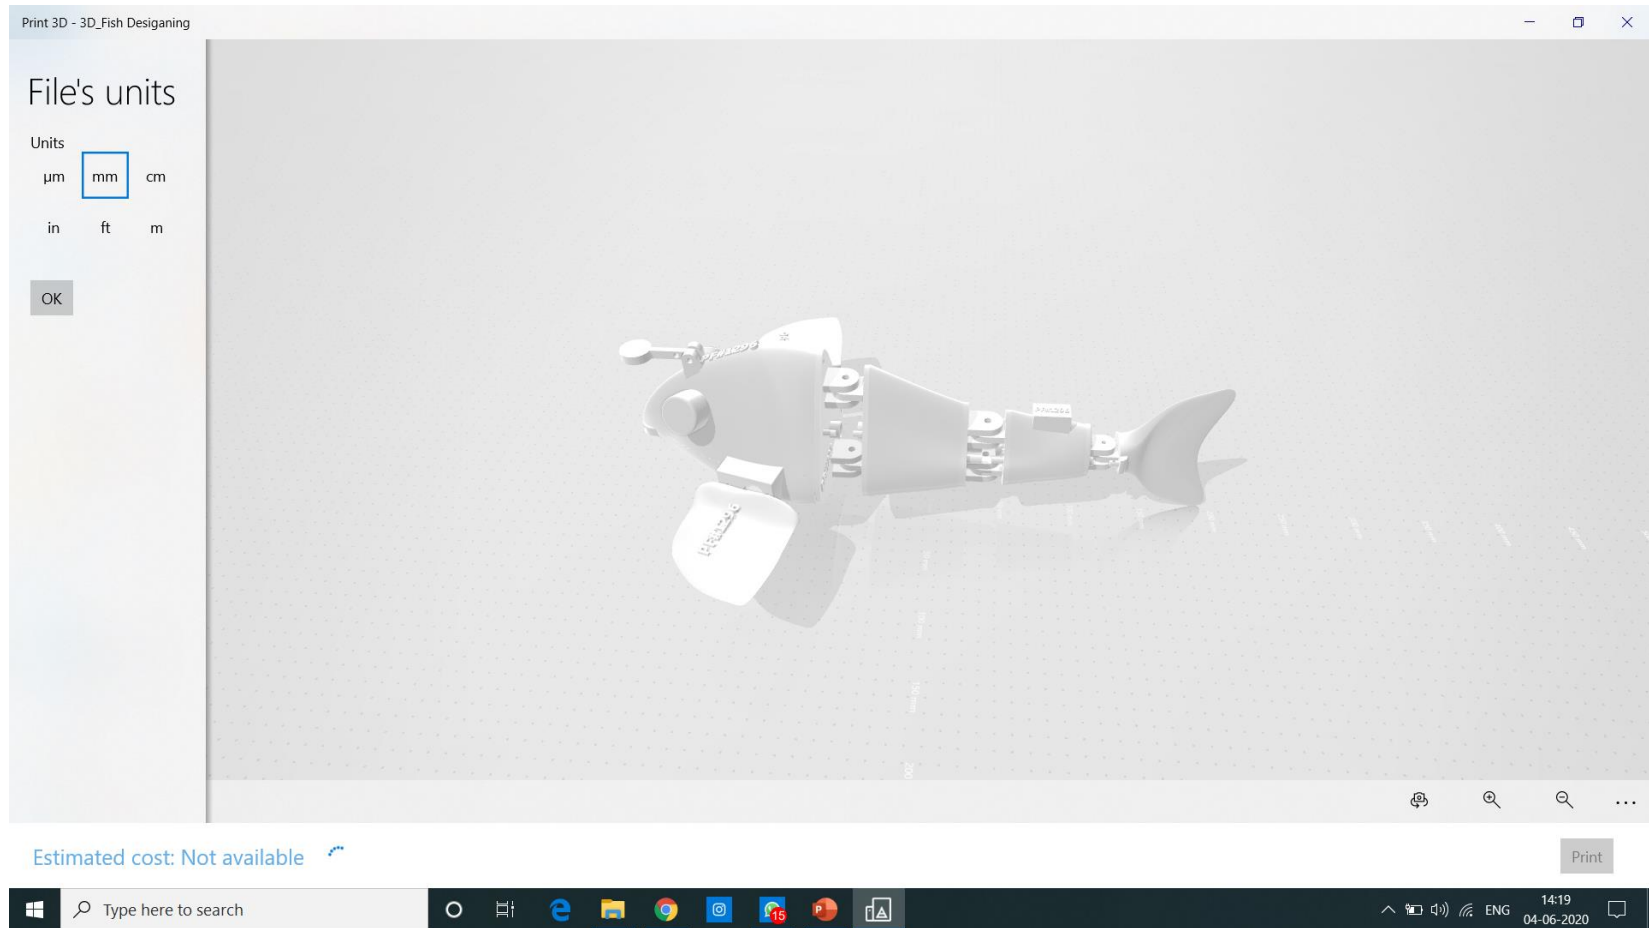 Print 3D - 3D_Fish Desiganing
File's units
Units
µm mm cm
in ft m
OK
Estimated cost: Not available
Print
Type here to search
15
ENG
14:19
04-06-2020